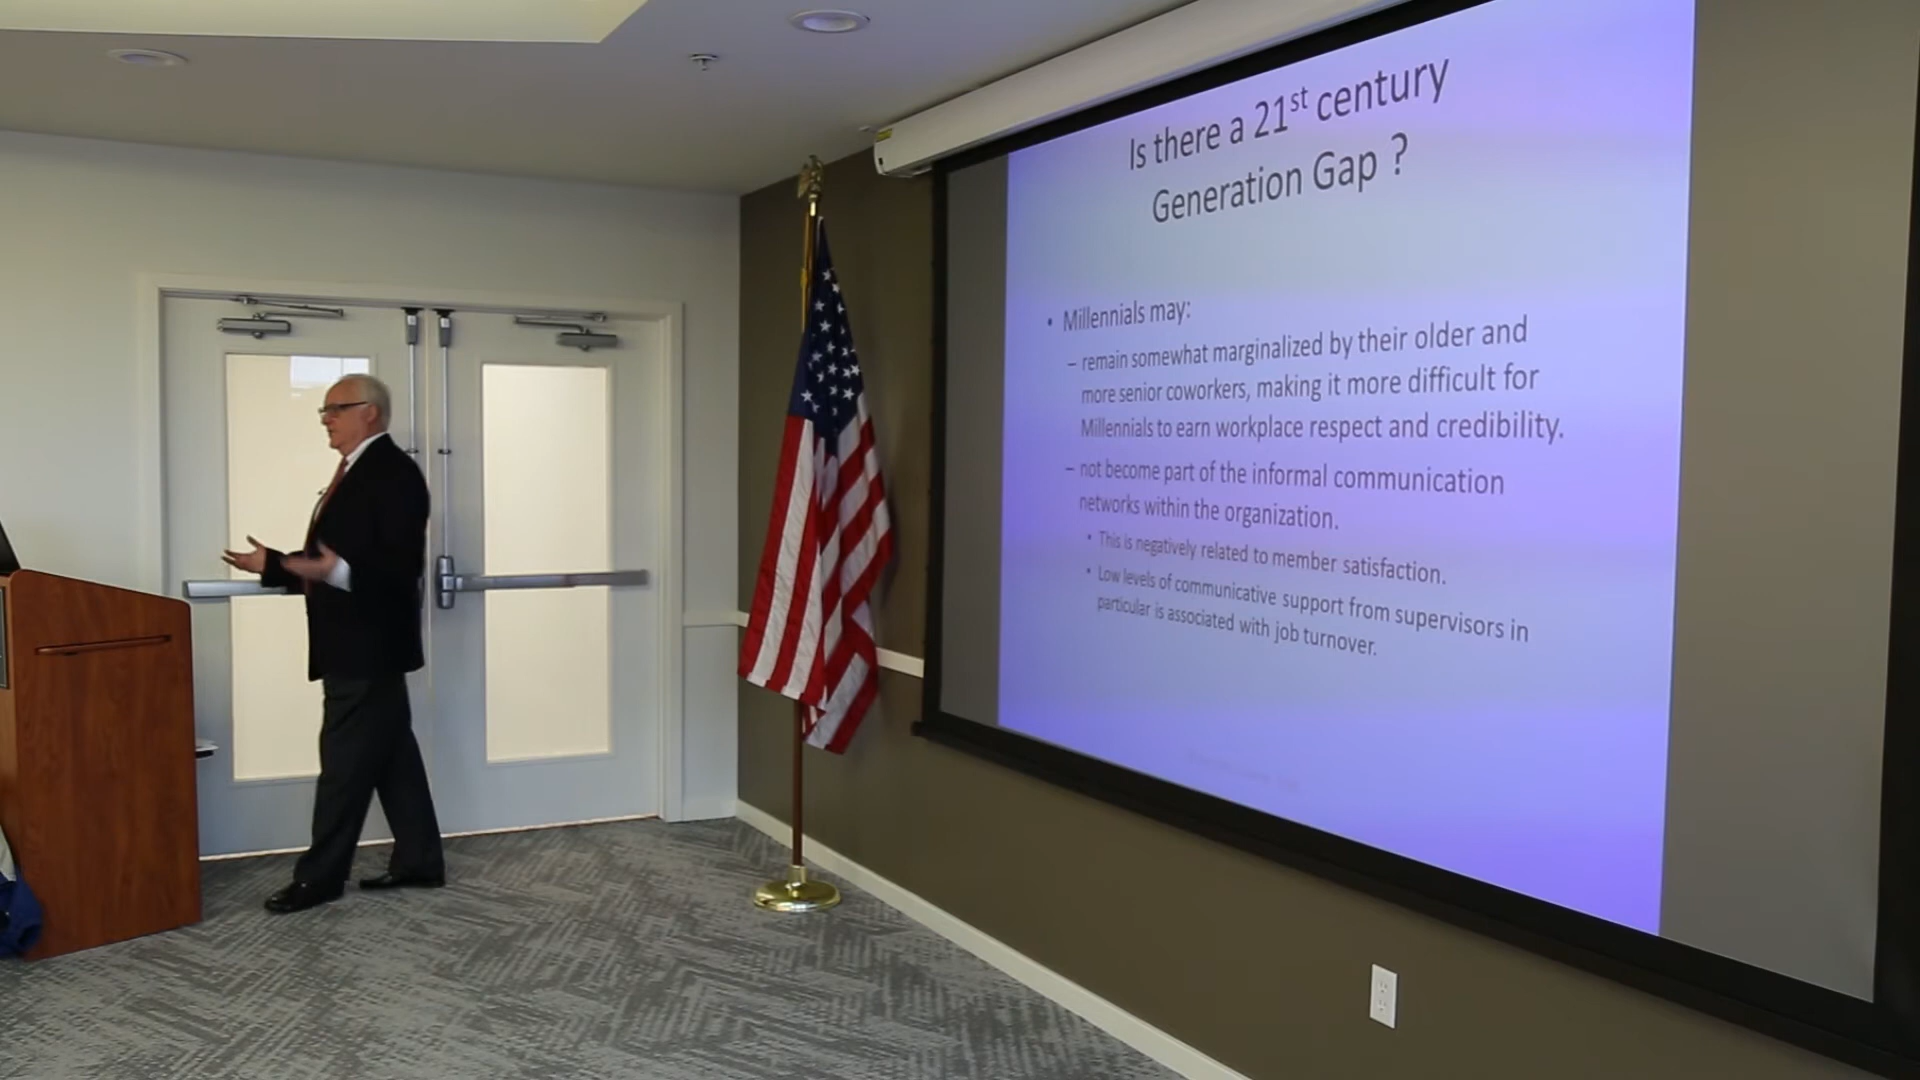 Is there a 21st century
Generation Gap ?
• Millennials may:
– remain somewhat marginalized by their older and
more senior coworkers, making it more difficult for
Millennials to earn workplace respect and credibility.
– not become part of the informal communication
networks within the organization.
• This is negatively related to member satisfaction.
• Low levels of communicative support from supervisors in
particular is associated with job turnover.